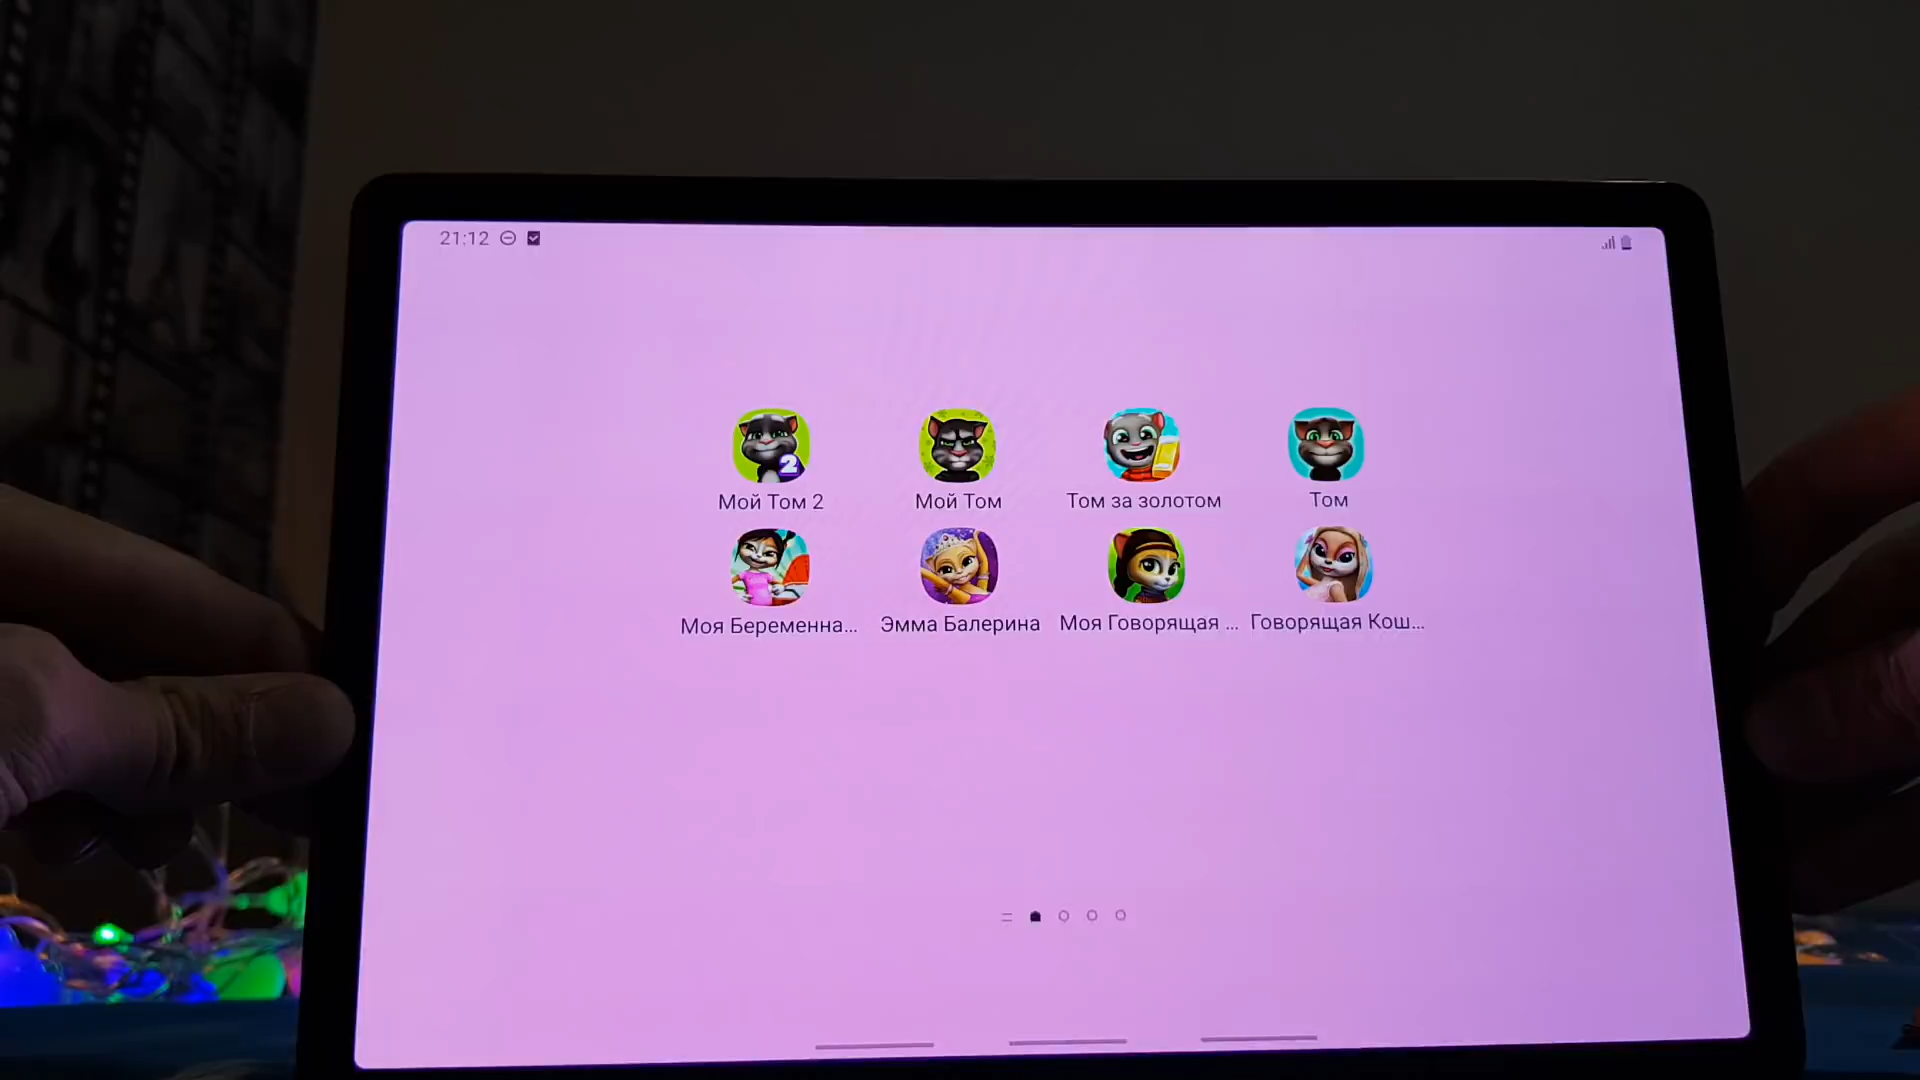 21:12
Мой Том 2
Мой Том
Том за золотом
Том
Моя Беременна...
Эмма Балерина
Моя Говорящая ...
Говорящая Кош...